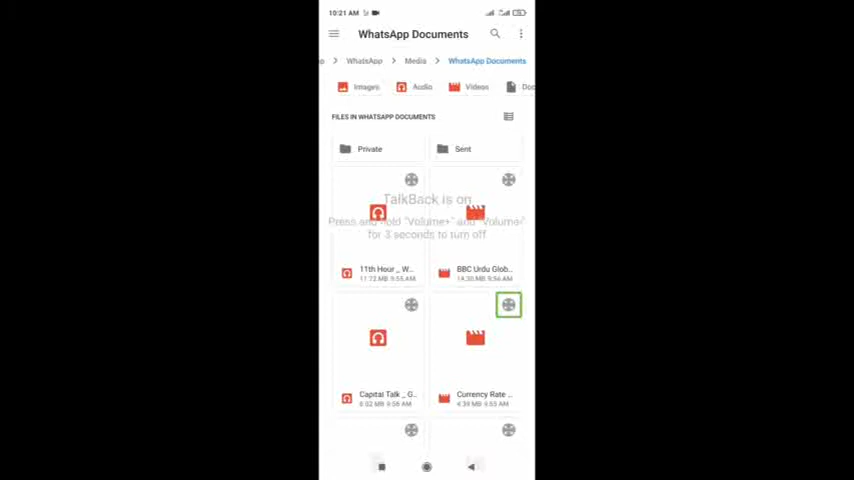 10:21 AM
WhatsApp Documents
WhatsApp Media WhatsApp Documents
Images Audio Videos Doc
FILES IN WHATSAPP DOCUMENTS
Private Sent
TalkBack is on
Press and hold "Volume+" and "Volume-"
for 3 seconds to turn off
11th Hour _ W... BBC Urdu Glob...
11.72 MB 9:55 AM 14.30 MB 9:56 AM
Capital Talk _ G... Currency Rate ...
6.02 MB 9:56 AM 4.39 MB 9:55 AM